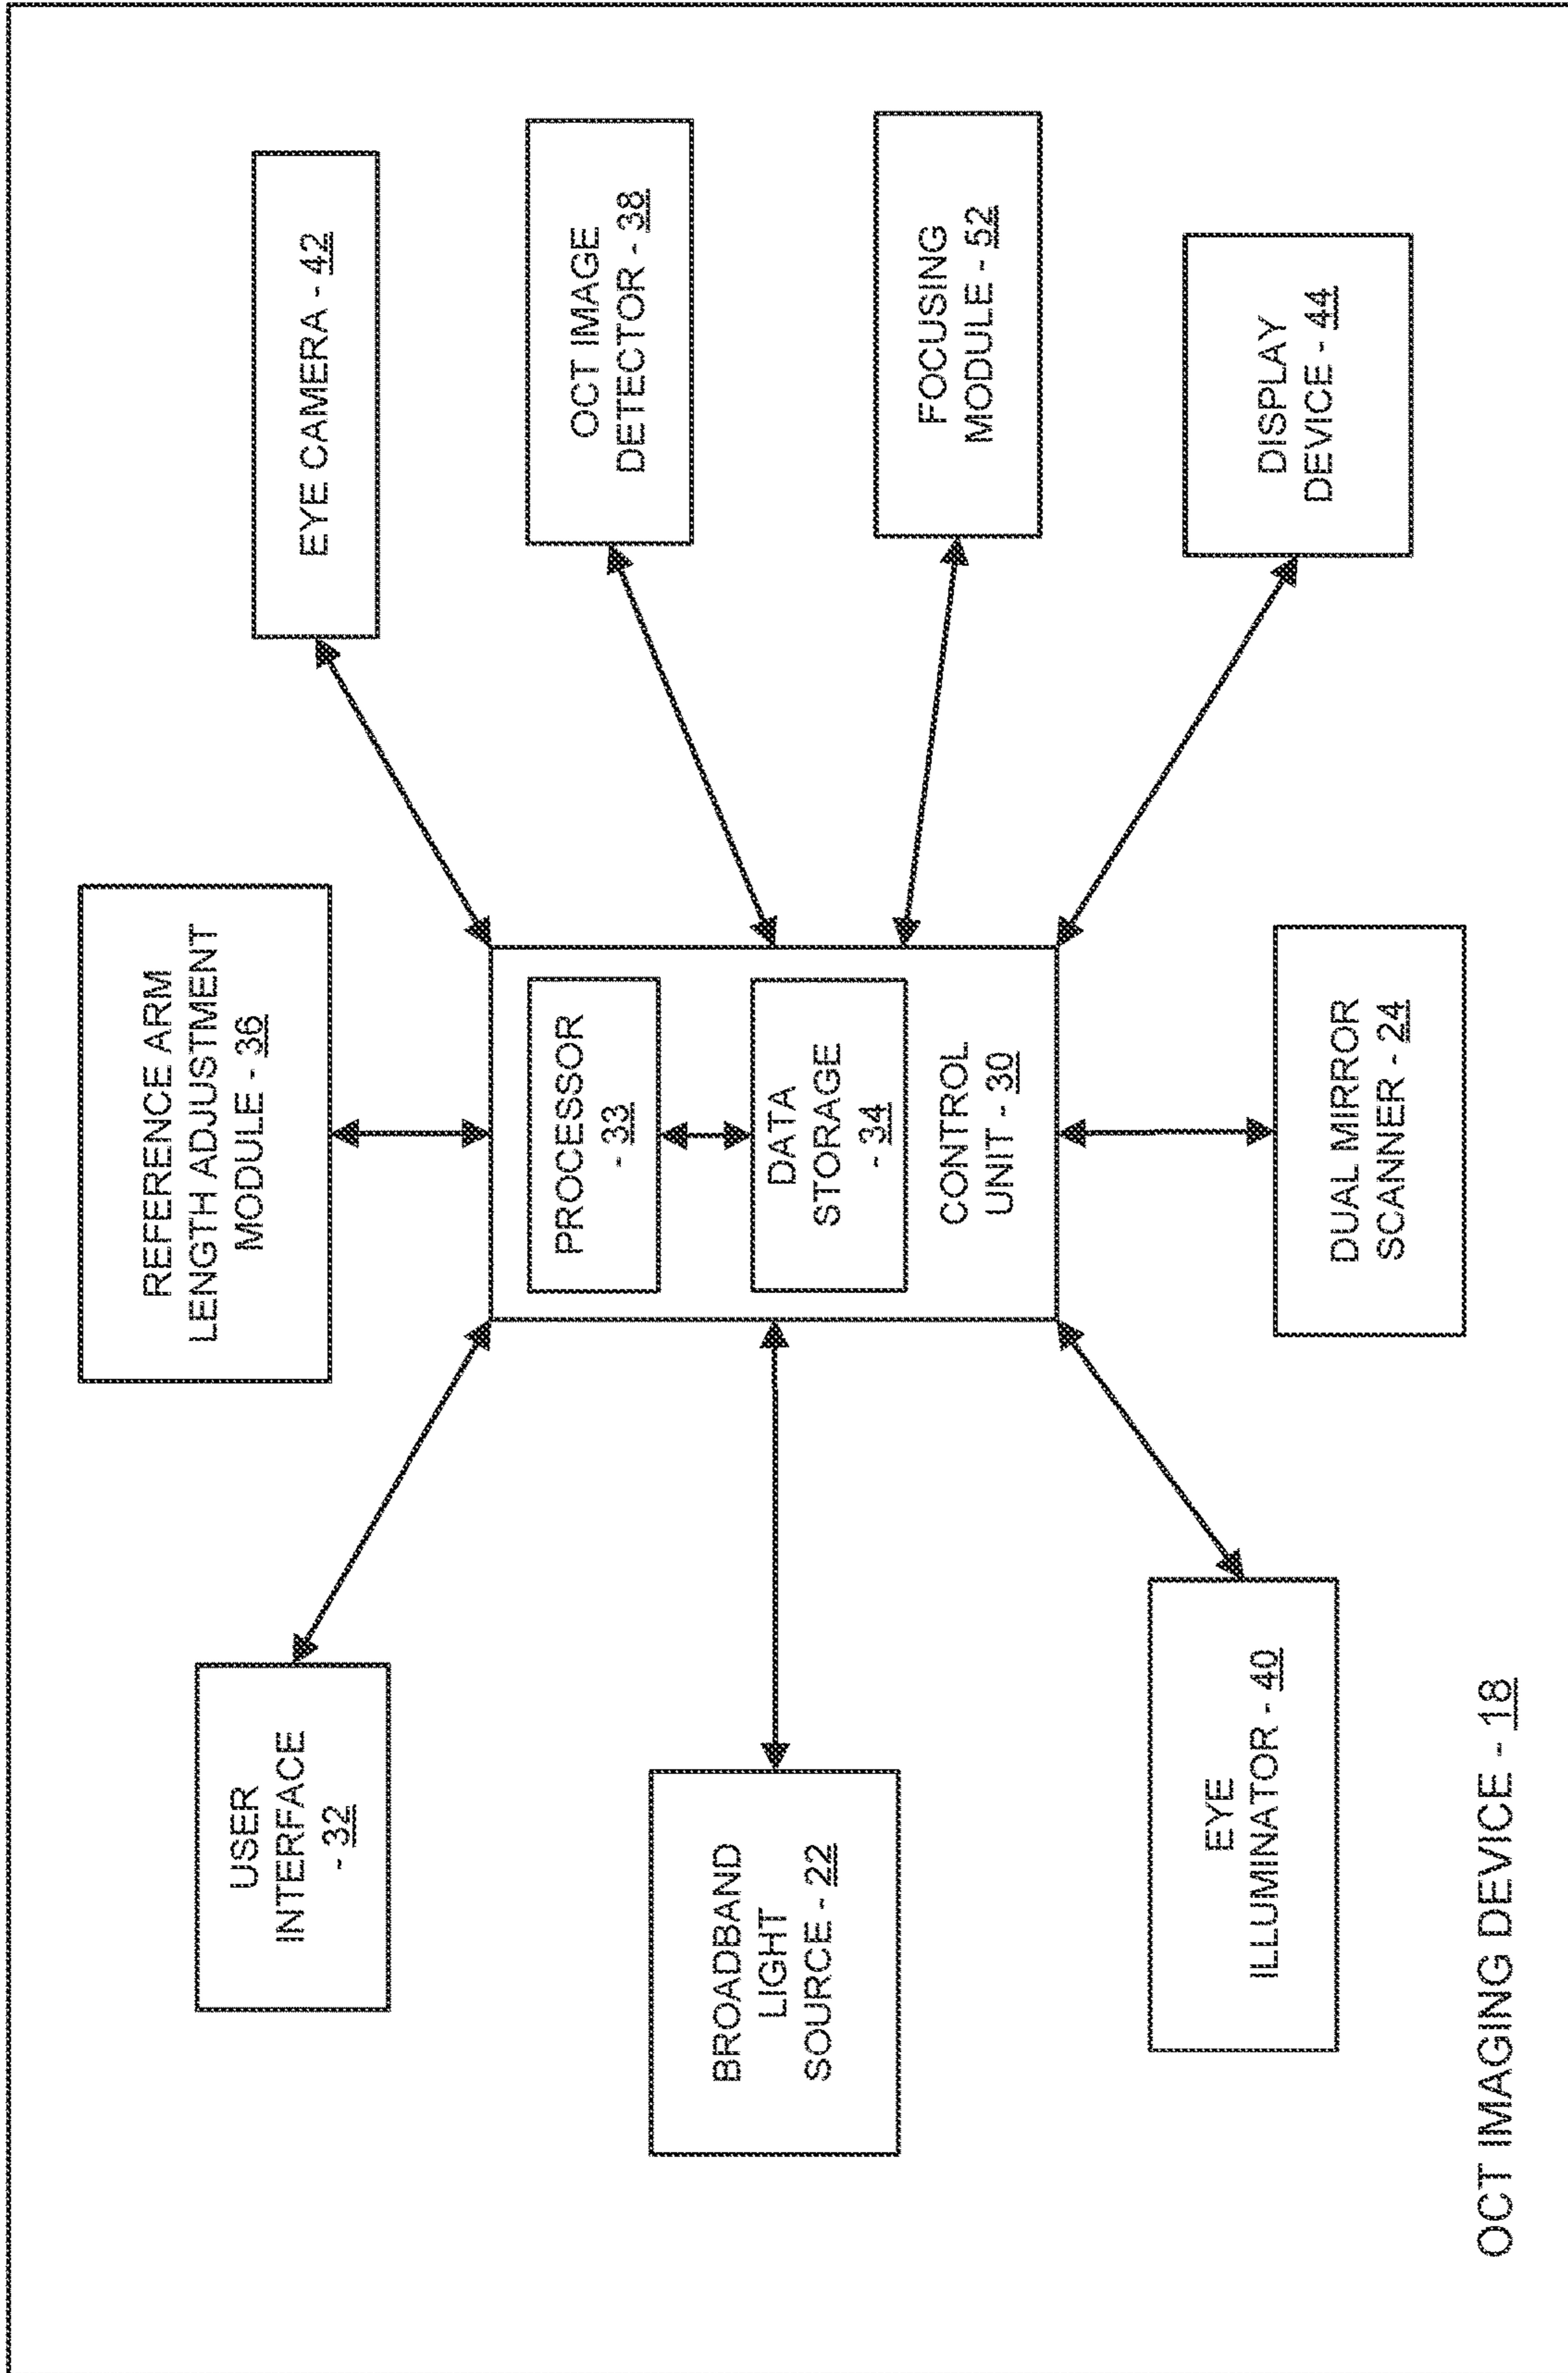 USER
INTERFACE
- 32
REFERENCE ARM
LENGTH ADJUSTMENT
MODULE - 36
EYE CAMERA - 42
BROADBAND
LIGHT
SOURCE - 22
PROCESSOR
- 33
DATA
STORAGE
- 34
CONTROL
UNIT - 30
OCT IMAGE
DETECTOR - 38
FOCUSING
MODULE - 52
EYE
ILLUMINATOR - 40
DUAL MIRROR
SCANNER - 24
DISPLAY
DEVICE - 44
OCT IMAGING DEVICE - 18